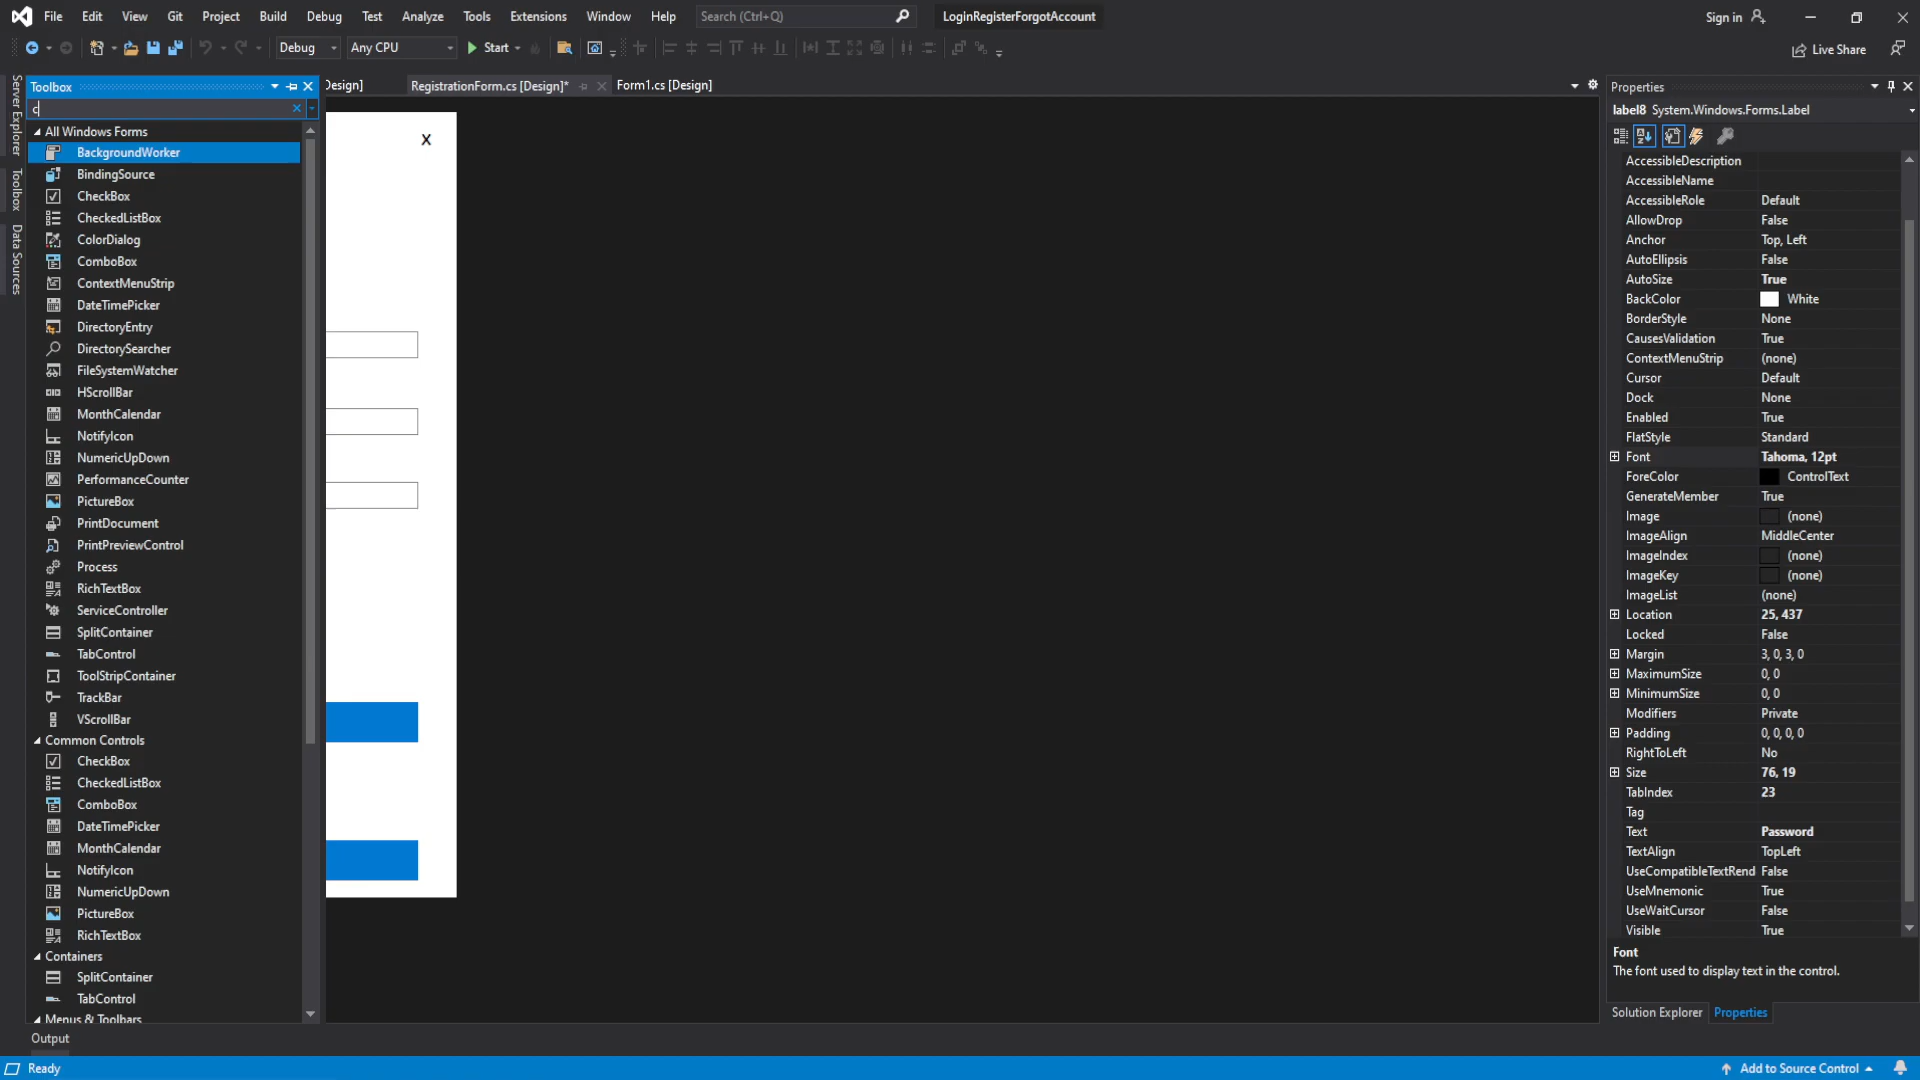 File Edit View Git Project Build Debug Test Analyze Tools Extensions Window Help Search (Ctrl+Q) LoginRegisterForgotAccount Sign in
Debug Any CPU Start Live Share
Server Explorer
Toolbox
Data Sources
Toolbox
c
All Windows Forms
BackgroundWorker
BindingSource
CheckBox
CheckedListBox
ColorDialog
ComboBox
ContextMenuStrip
DateTimePicker
DirectoryEntry
DirectorySearcher
FileSystemWatcher
HScrollBar
MonthCalendar
NotifyIcon
NumericUpDown
PerformanceCounter
PictureBox
PrintDocument
PrintPreviewControl
Process
RichTextBox
ServiceController
SplitContainer
TabControl
ToolStripContainer
TrackBar
VScrollBar
Common Controls
CheckBox
CheckedListBox
ComboBox
DateTimePicker
MonthCalendar
NotifyIcon
NumericUpDown
PictureBox
RichTextBox
Containers
SplitContainer
TabControl
Menus & Toolbars
Design] RegistrationForm.cs [Design]* Form1.cs [Design]
X
Properties
label8 System.Windows.Forms.Label
AccessibleDescription
AccessibleName
AccessibleRole Default
AllowDrop False
Anchor Top, Left
AutoEllipsis False
AutoSize True
BackColor White
BorderStyle None
CausesValidation True
ContextMenuStrip (none)
Cursor Default
Dock None
Enabled True
FlatStyle Standard
Font Tahoma, 12pt
ForeColor ControlText
GenerateMember True
Image (none)
ImageAlign MiddleCenter
ImageIndex (none)
ImageKey (none)
ImageList (none)
Location 25, 437
Locked False
Margin 3, 0, 3, 0
MaximumSize 0, 0
MinimumSize 0, 0
Modifiers Private
Padding 0, 0, 0, 0
RightToLeft No
Size 76, 19
TabIndex 23
Tag
Text Password
TextAlign TopLeft
UseCompatibleTextRend False
UseMnemonic True
UseWaitCursor False
Visible True
Font
The font used to display text in the control.
Solution Explorer Properties
Output
Ready Add to Source Control